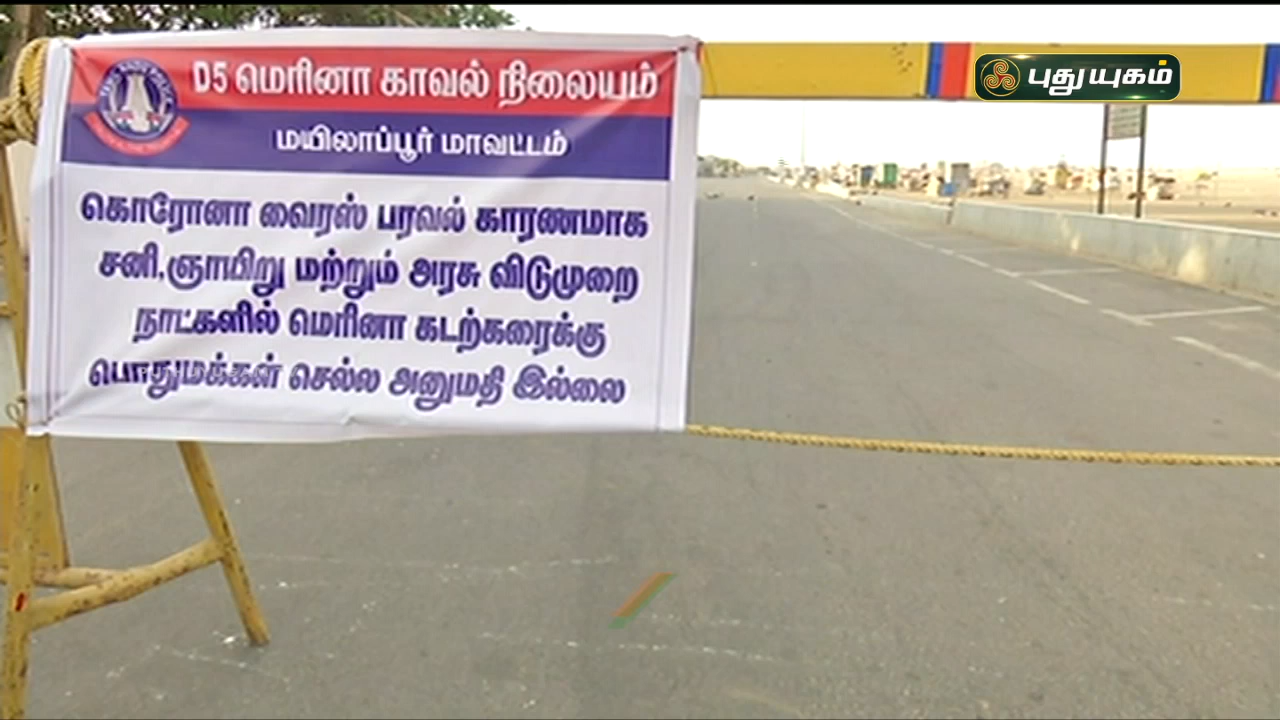 D5 மெரினா காவல் நிலையம்
மயிலாப்பூர் மாவட்டம்
கொரோனா வைரஸ் பரவல் காரணமாக
சனி.ஞாயிறு மற்றும் அரசு விடுமுறை
நாட்களில் மெரினா கடற்கரைக்கு
பொதுமக்கள் செல்ல அனுமதி இல்லை
புதுயுகம்